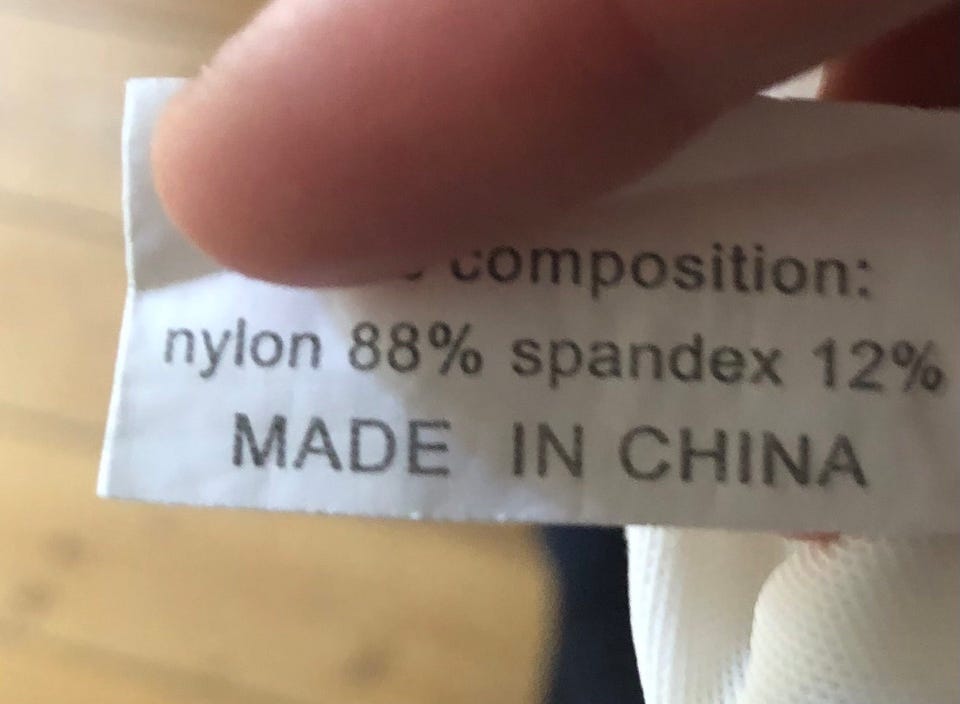 composition:
nylon 88% spandex 12%
MADE IN CHINA